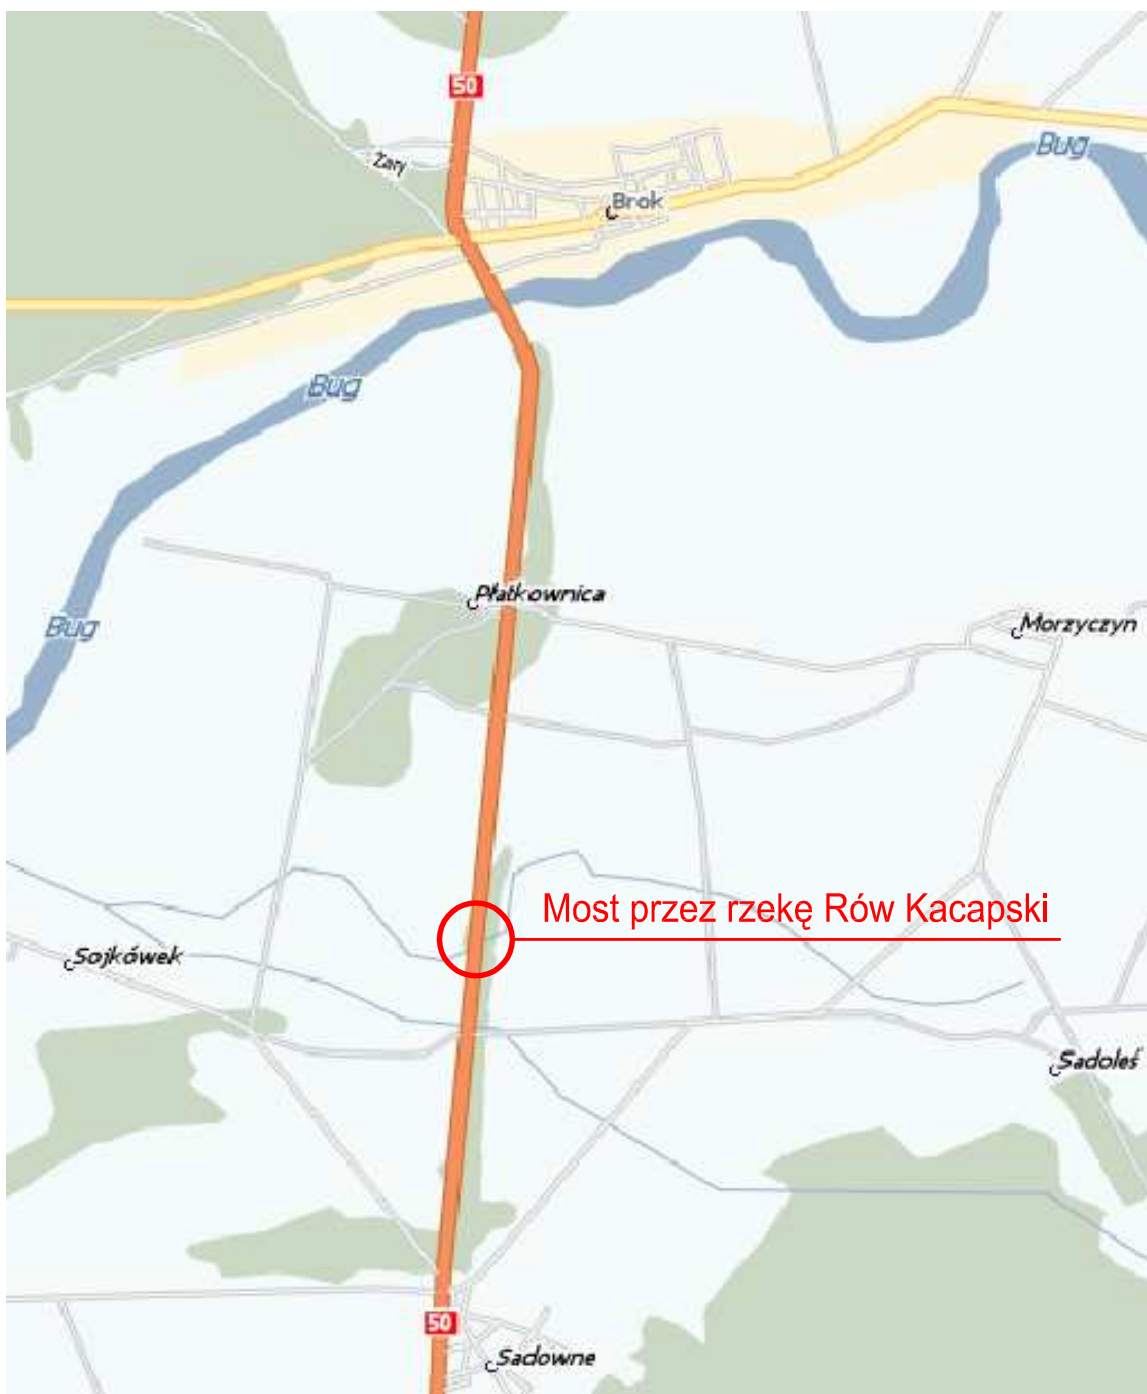 50
Żary
Bug
Brok
Bug
Płatkownica
Bug
Morzyczyn
Most przez rzekę Rów Kacapski
Sojkówek
Sadoleś
50
Sadowne